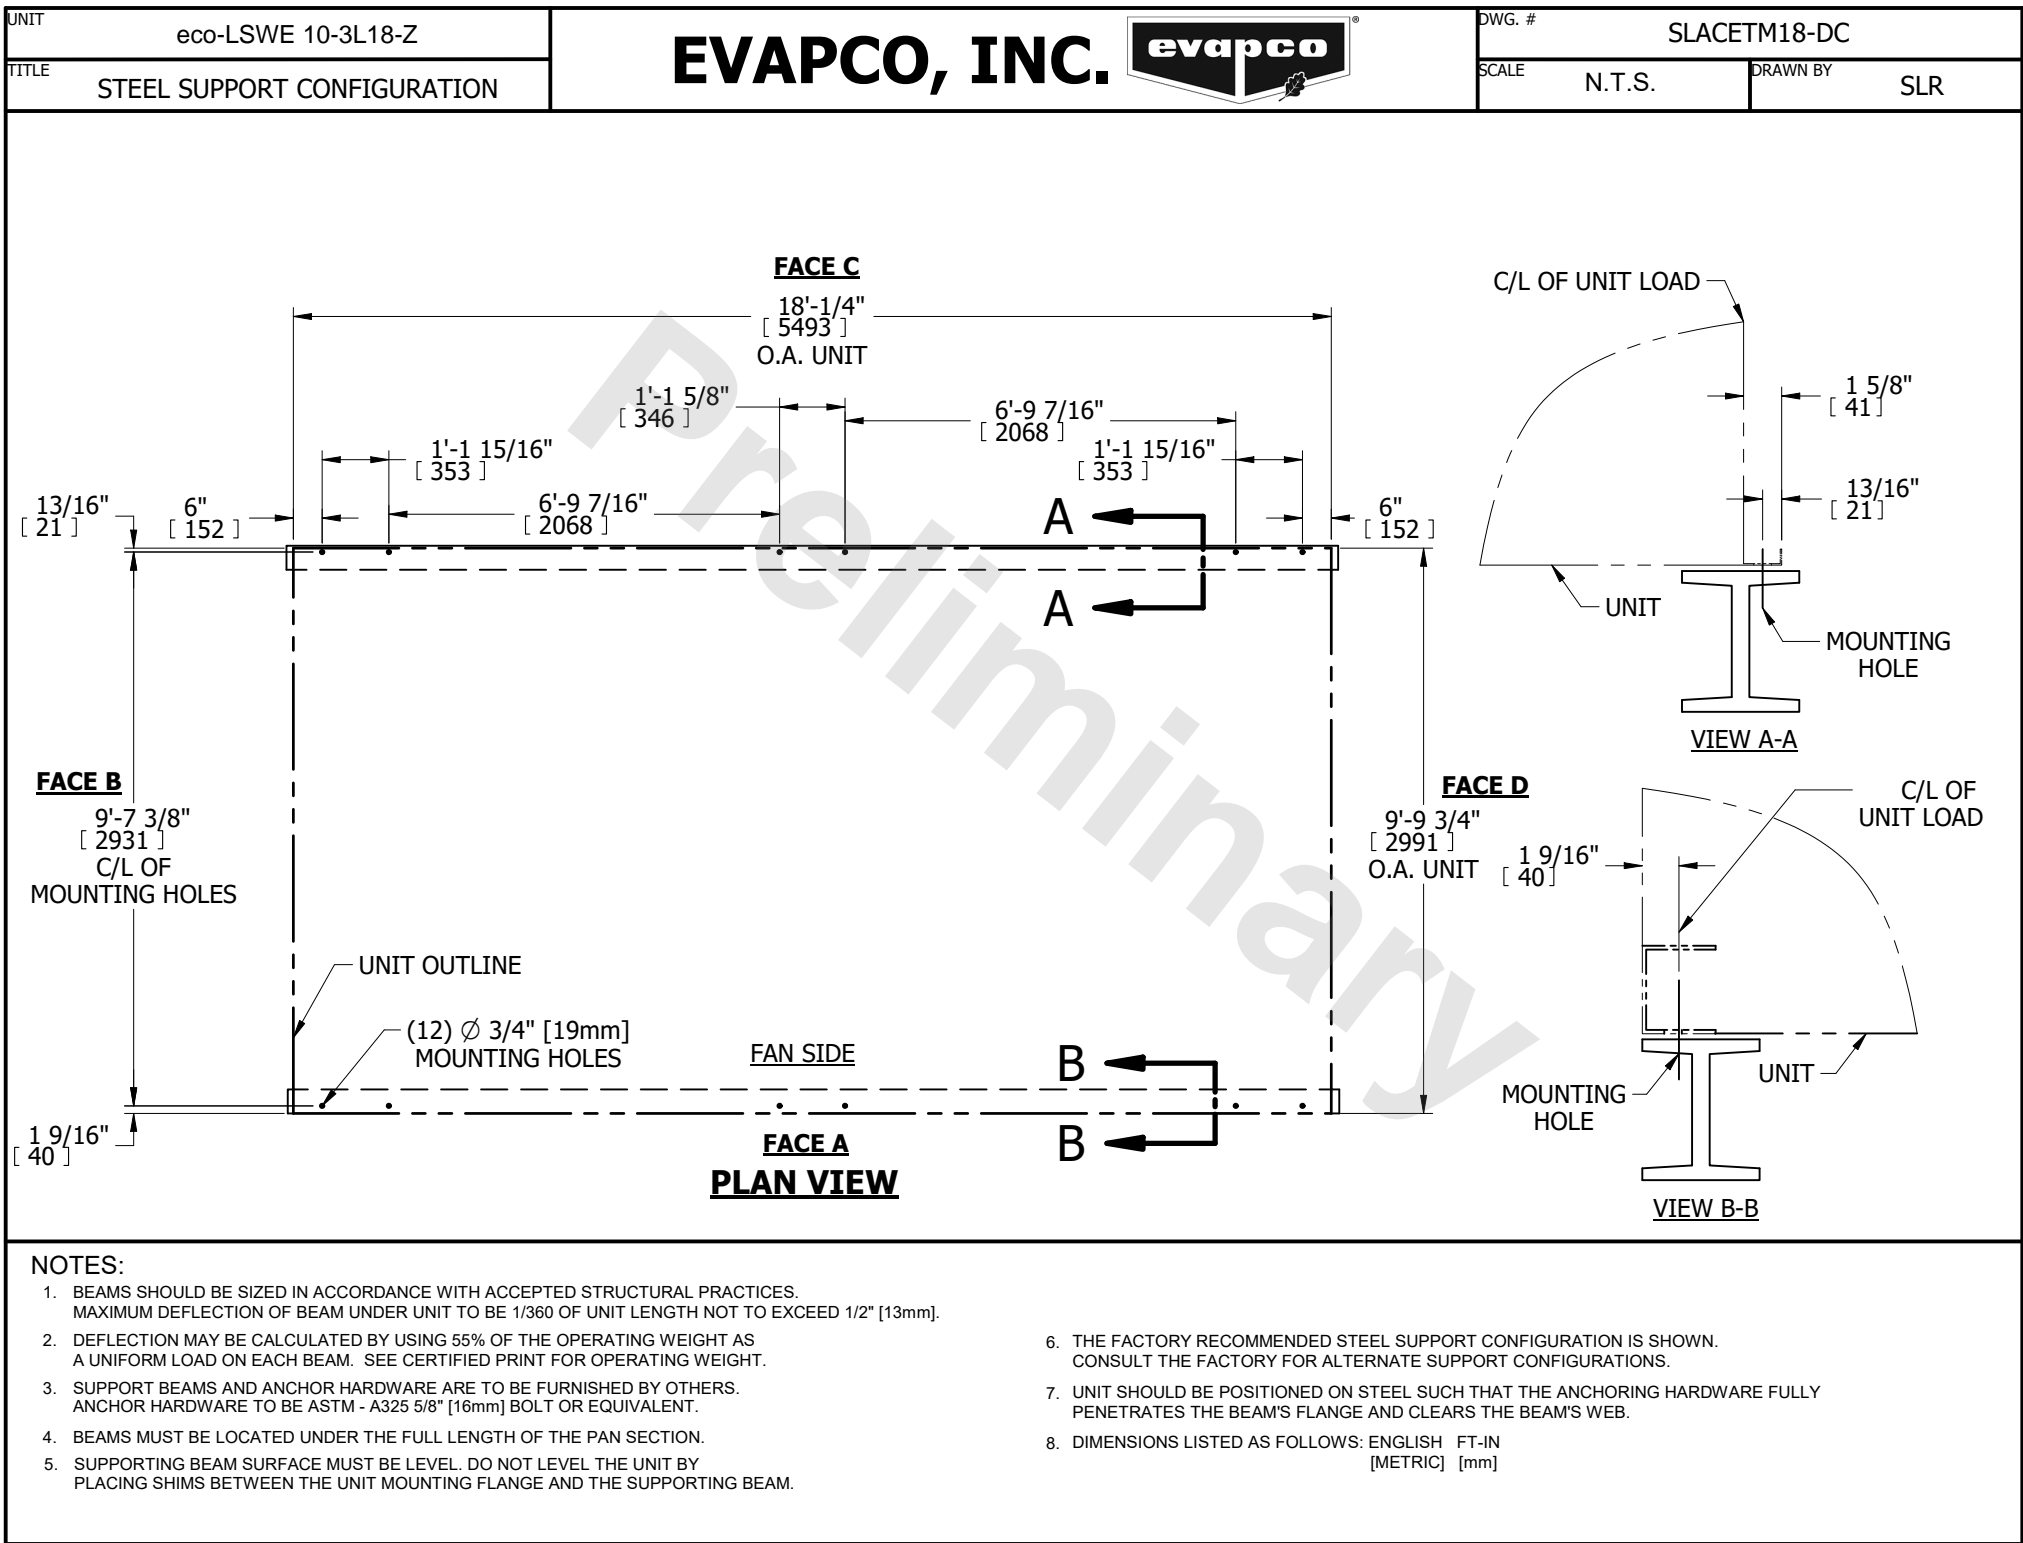 UNIT
eco-LSWE 10-3L18-Z
TITLE
STEEL SUPPORT CONFIGURATION
EVAPCO, INC.
evapco
®
DWG. #
SLACETM18-DC
SCALE
N.T.S.
DRAWN BY
SLR
FACE C
18'-1/4"
[ 5493 ]
O.A. UNIT
1'-1 5/8"
[ 346 ]
6'-9 7/16"
[ 2068 ]
1'-1 15/16"
[ 353 ]
1'-1 15/16"
[ 353 ]
13/16"
[ 21 ]
6"
[ 152 ]
6'-9 7/16"
[ 2068 ]
A
6"
[ 152 ]
A
FACE B
9'-7 3/8"
[ 2931 ]
C/L OF
MOUNTING HOLES
FACE D
9'-9 3/4"
[ 2991 ]
O.A. UNIT
UNIT OUTLINE
(12) Ø 3/4" [19mm]
MOUNTING HOLES
FAN SIDE
B
B
1 9/16"
[ 40 ]
FACE A
PLAN VIEW
Preliminary
C/L OF UNIT LOAD
1 5/8"
[ 41 ]
13/16"
[ 21 ]
UNIT
MOUNTING
HOLE
VIEW A-A
C/L OF
UNIT LOAD
1 9/16"
[ 40 ]
UNIT
MOUNTING
HOLE
VIEW B-B
NOTES:
1. BEAMS SHOULD BE SIZED IN ACCORDANCE WITH ACCEPTED STRUCTURAL PRACTICES.
MAXIMUM DEFLECTION OF BEAM UNDER UNIT TO BE 1/360 OF UNIT LENGTH NOT TO EXCEED 1/2" [13mm].
2. DEFLECTION MAY BE CALCULATED BY USING 55% OF THE OPERATING WEIGHT AS
A UNIFORM LOAD ON EACH BEAM. SEE CERTIFIED PRINT FOR OPERATING WEIGHT.
3. SUPPORT BEAMS AND ANCHOR HARDWARE ARE TO BE FURNISHED BY OTHERS.
ANCHOR HARDWARE TO BE ASTM - A325 5/8" [16mm] BOLT OR EQUIVALENT.
4. BEAMS MUST BE LOCATED UNDER THE FULL LENGTH OF THE PAN SECTION.
5. SUPPORTING BEAM SURFACE MUST BE LEVEL. DO NOT LEVEL THE UNIT BY
PLACING SHIMS BETWEEN THE UNIT MOUNTING FLANGE AND THE SUPPORTING BEAM.
6. THE FACTORY RECOMMENDED STEEL SUPPORT CONFIGURATION IS SHOWN.
CONSULT THE FACTORY FOR ALTERNATE SUPPORT CONFIGURATIONS.
7. UNIT SHOULD BE POSITIONED ON STEEL SUCH THAT THE ANCHORING HARDWARE FULLY
PENETRATES THE BEAM'S FLANGE AND CLEARS THE BEAM'S WEB.
8. DIMENSIONS LISTED AS FOLLOWS: ENGLISH FT-IN
[METRIC] [mm]